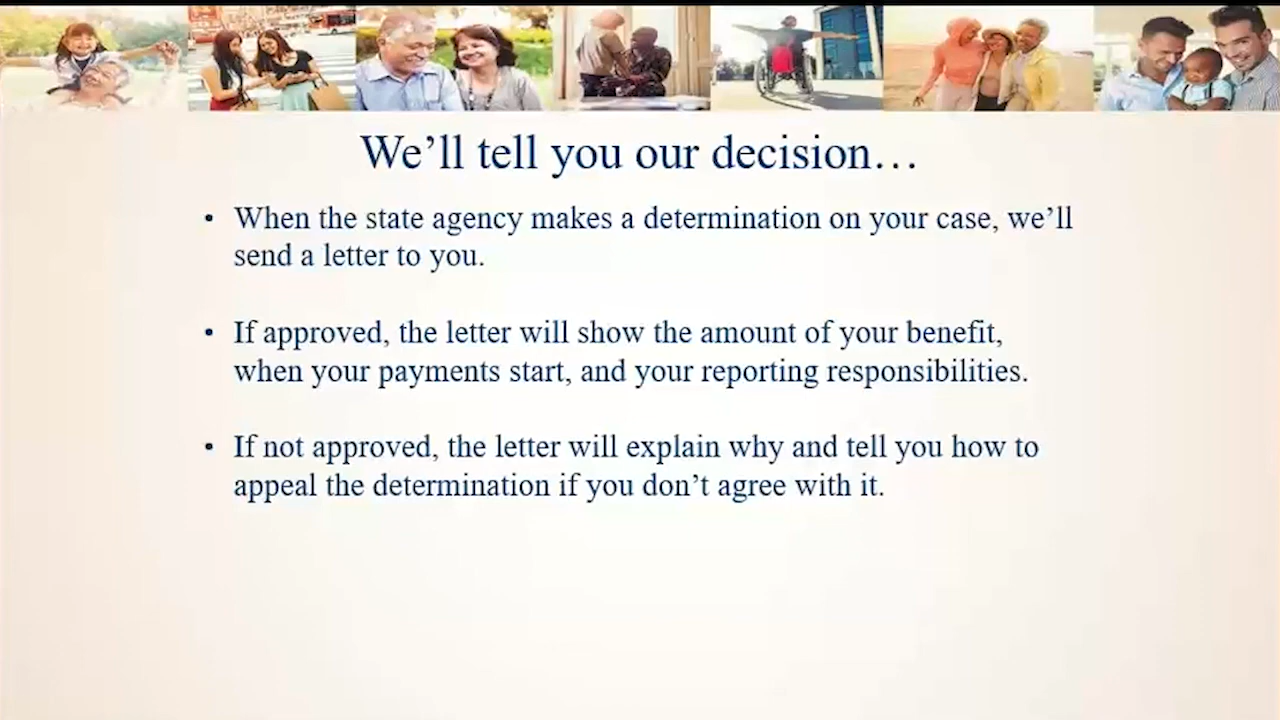 We’ll tell you our decision…
• When the state agency makes a determination on your case, we’ll
send a letter to you.
• If approved, the letter will show the amount of your benefit,
when your payments start, and your reporting responsibilities.
• If not approved, the letter will explain why and tell you how to
appeal the determination if you don’t agree with it.